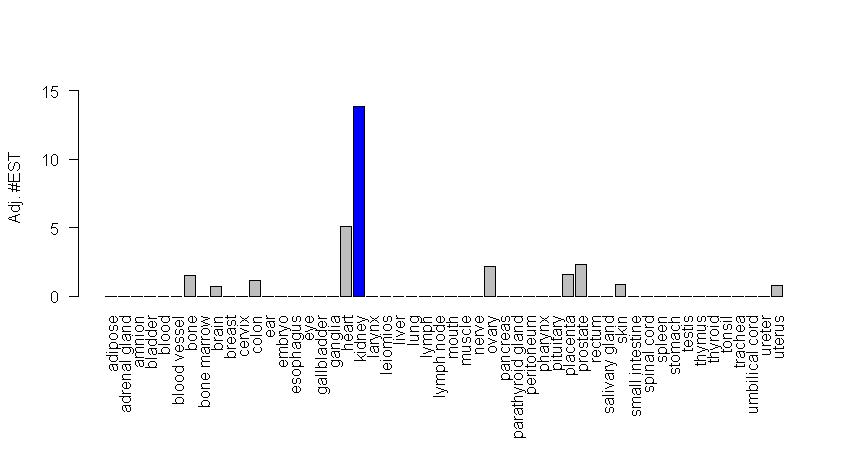 15
10
5
0
Adj. #EST
adipose
adrenal gland
amnion
bladder
blood
blood vessel
bone
bone marrow
brain
breast
cervix
colon
ear
embryo
esophagus
eye
gallbladder
ganglia
heart
kidney
larynx
leiomios
liver
lung
lymph
lymph node
mouth
muscle
nerve
ovary
pancreas
parathyroid gland
peritoneum
pharynx
pituitary
placenta
prostate
rectum
salivary gland
skin
small intestine
spinal cord
spleen
stomach
testis
thymus
thyroid
tonsil
trachea
umbilical cord
ureter
uterus